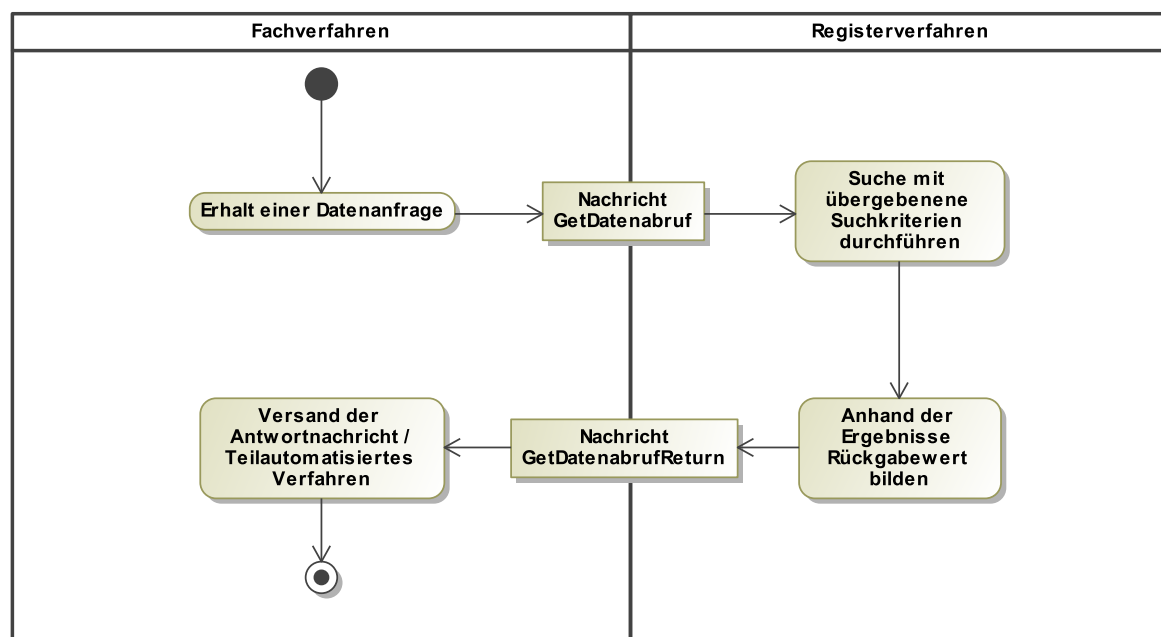 Fachverfahren
Registerverfahren
Erhalt einer Datenanfrage
Nachricht
GetDatenabruf
Suche mit
übergebenene
Suchkriterien
durchführen
Anhand der
Ergebnisse
Rückgabewert
bilden
Nachricht
GetDatenabrufReturn
Versand der
Antwortnachricht /
Teilautomatisiertes
Verfahren